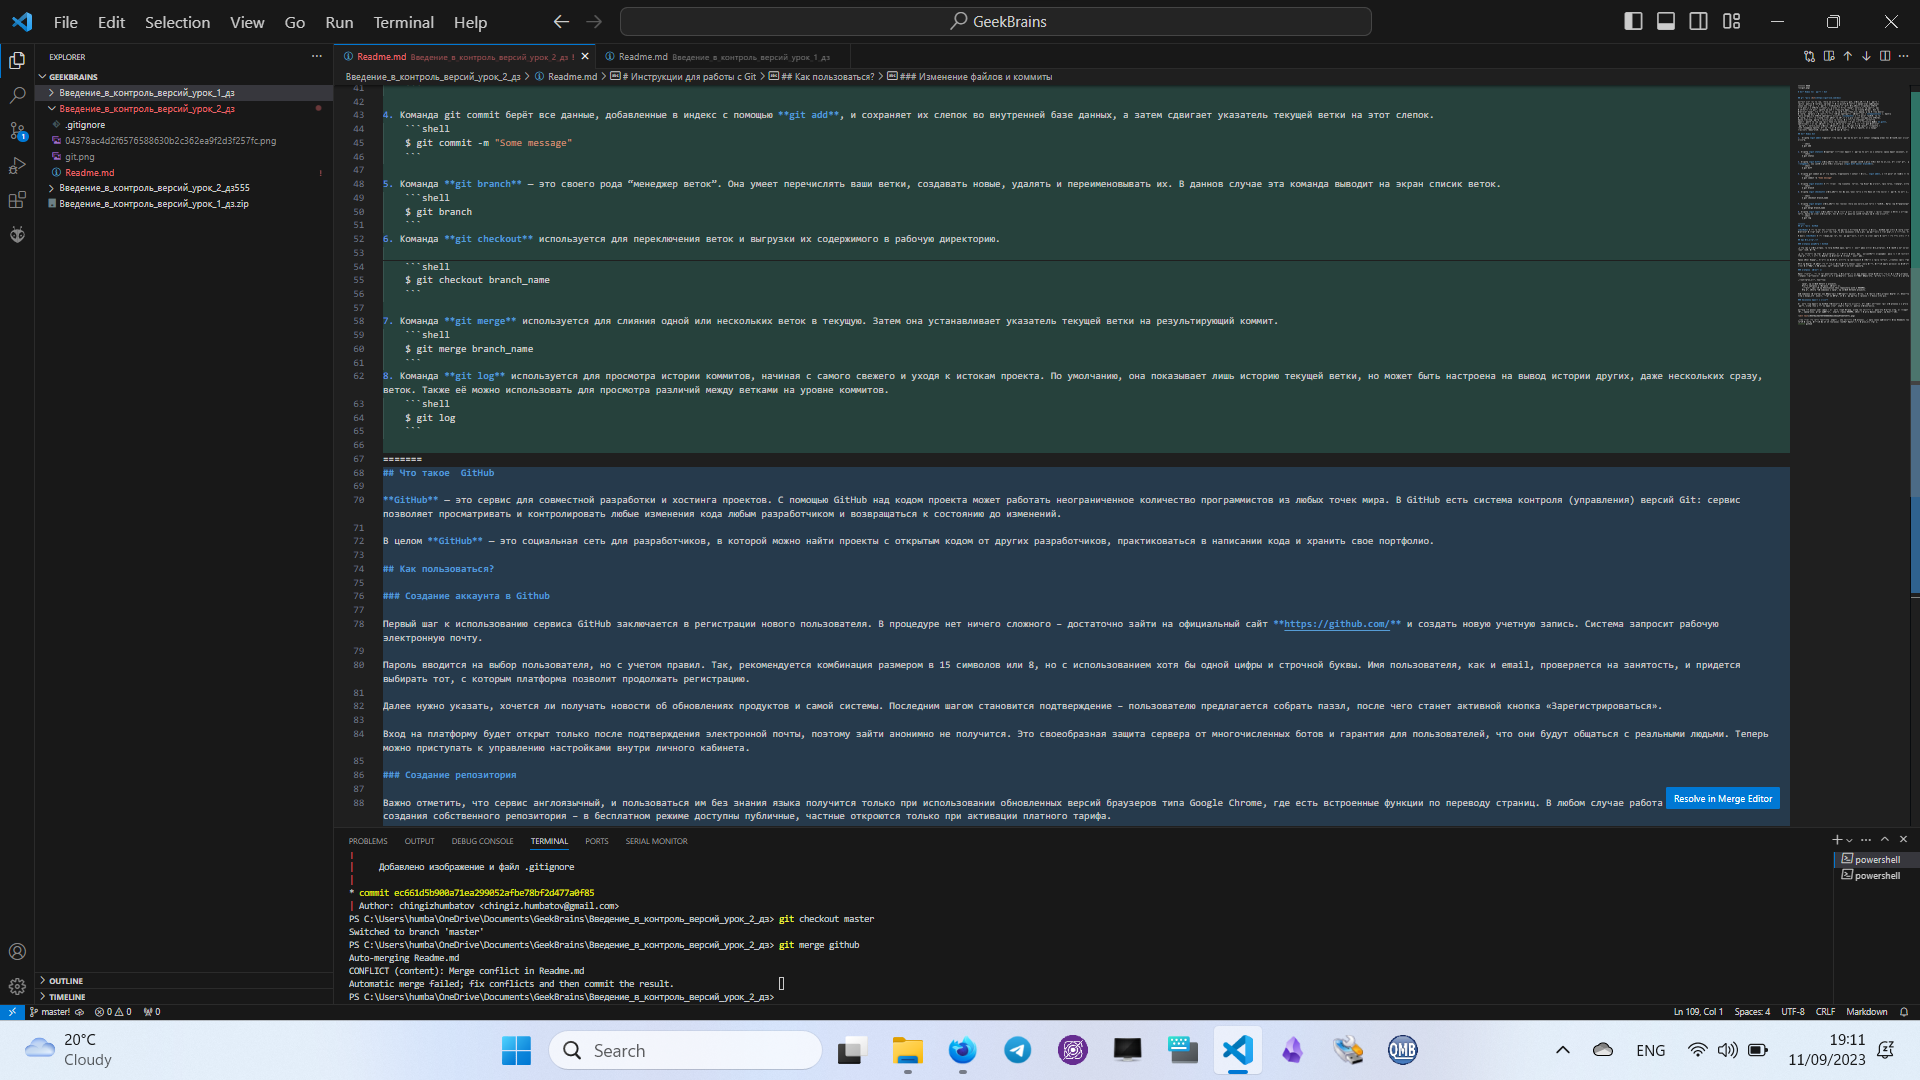 File Edit Selection View Go Run Terminal Help
GeekBrains
EXPLORER
GEEKBRAINS
Введение_в_контроль_версий_урок_1_дз
Введение_в_контроль_версий_урок_2_дз
.gitignore
04378ac4d2f6576588630b2c362ea9f2d3f257fc.png
git.png
Readme.md !
Введение_в_контроль_версий_урок_2_дз555
Введение_в_контроль_версий_урок_1_дз.zip
OUTLINE
TIMELINE
Readme.md Введение_в_контроль_версий_урок_2_дз !
Readme.md Введение_в_контроль_версий_урок_1_дз
Введение_в_контроль_версий_урок_2_дз > Readme.md > # Инструкции для работы с Git > ## Как пользоваться? > ### Изменение файлов и коммиты
41
42
43 4. Команда git commit берёт все данные, добавленные в индекс с помощью **git add**, и сохраняет их слепок во внутренней базе данных, а затем сдвигает указатель текущей ветки на этот слепок.
44 ```shell
45 $ git commit -m "Some message"
46 ```
47
48 5. Команда **git branch** — это своего рода “менеджер веток”. Она умеет перечислять ваши ветки, создавать новые, удалять и переименовывать их. В даннов случае эта команда выводит на экран список веток.
49 ```shell
50 $ git branch
51 ```
52 6. Команда **git checkout** используется для переключения веток и выгрузки их содержимого в рабочую директорию.
53
54 ```shell
55 $ git checkout branch_name
56 ```
57
58 7. Команда **git merge** используется для слияния одной или нескольких веток в текущую. Затем она устанавливает указатель текущей ветки на результирующий коммит.
59 ```shell
60 $ git merge branch_name
61 ```
62 8. Команда **git log** используется для просмотра истории коммитов, начиная с самого свежего и уходя к истокам проекта. По умолчанию, она показывает лишь историю текущей ветки, но может быть настроена на вывод истории других, даже нескольких сразу,
веток. Также её можно использовать для просмотра различий между ветками на уровне коммитов.
63 ```shell
64 $ git log
65 ```
66
67 =======
68 ## Что такое  GitHub
69
70 **GitHub** — это сервис для совместной разработки и хостинга проектов. С помощью GitHub над кодом проекта может работать неограниченное количество программистов из любых точек мира. В GitHub есть система контроля (управления) версий Git: сервис
позволяет просматривать и контролировать любые изменения кода любым разработчиком и возвращаться к состоянию до изменений.
71
72 В целом **GitHub** — это социальная сеть для разработчиков, в которой можно найти проекты с открытым кодом от других разработчиков, практиковаться в написании кода и хранить свое портфолио.
73
74 ## Как пользоваться?
75
76 ### Создание аккаунта в Github
77
78 Первый шаг к использованию сервиса GitHub заключается в регистрации нового пользователя. В процедуре нет ничего сложного – достаточно зайти на официальный сайт **https://github.com/** и создать новую учетную запись. Система запросит рабочую
электронную почту.
79
80 Пароль вводится на выбор пользователя, но с учетом правил. Так, рекомендуется комбинация размером в 15 символов или 8, но с использованием хотя бы одной цифры и строчной буквы. Имя пользователя, как и email, проверяется на занятость, и придется
выбирать тот, с которым платформа позволит продолжать регистрацию.
81
82 Далее нужно указать, хочется ли получать новости об обновлениях продуктов и самой системы. Последним шагом становится подтверждение – пользователю предлагается собрать паззл, после чего станет активной кнопка «Зарегистрироваться».
83
84 Вход на платформу будет открыт только после подтверждения электронной почты, поэтому зайти анонимно не получится. Это своеобразная защита сервера от многочисленных ботов и гарантия для пользователей, что они будут общаться с реальными людьми. Теперь
можно приступать к управлению настройками внутри личного кабинета.
85
86 ### Создание репозитория
87
88 Важно отметить, что сервис англоязычный, и пользоваться им без знания языка получится только при использовании обновленных версий браузеров типа Google Chrome, где есть встроенные функции по переводу страниц. В любом случае работа
создания собственного репозитория – в бесплатном режиме доступны публичные, частные откроются только при активации платного тарифа.
Resolve in Merge Editor
PROBLEMS OUTPUT DEBUG CONSOLE TERMINAL PORTS SERIAL MONITOR
|
| Добавлено изображение и файл .gitignore
|
* commit ec661d5b900a71ea299052afbe78bf2d477a0f85
| Author: chingizhumbatov <chingiz.humbatov@gmail.com>
PS C:\Users\humba\OneDrive\Documents\GeekBrains\Введение_в_контроль_версий_урок_2_дз> git checkout master
Switched to branch 'master'
PS C:\Users\humba\OneDrive\Documents\GeekBrains\Введение_в_контроль_версий_урок_2_дз> git merge github
Auto-merging Readme.md
CONFLICT (content): Merge conflict in Readme.md
Automatic merge failed; fix conflicts and then commit the result.
PS C:\Users\humba\OneDrive\Documents\GeekBrains\Введение_в_контроль_версий_урок_2_дз>
powershell
powershell
master! 0 0 0
Ln 109, Col 1 Spaces: 4 UTF-8 CRLF Markdown
20°C
Cloudy
Search
OMB
ENG
19:11
11/09/2023